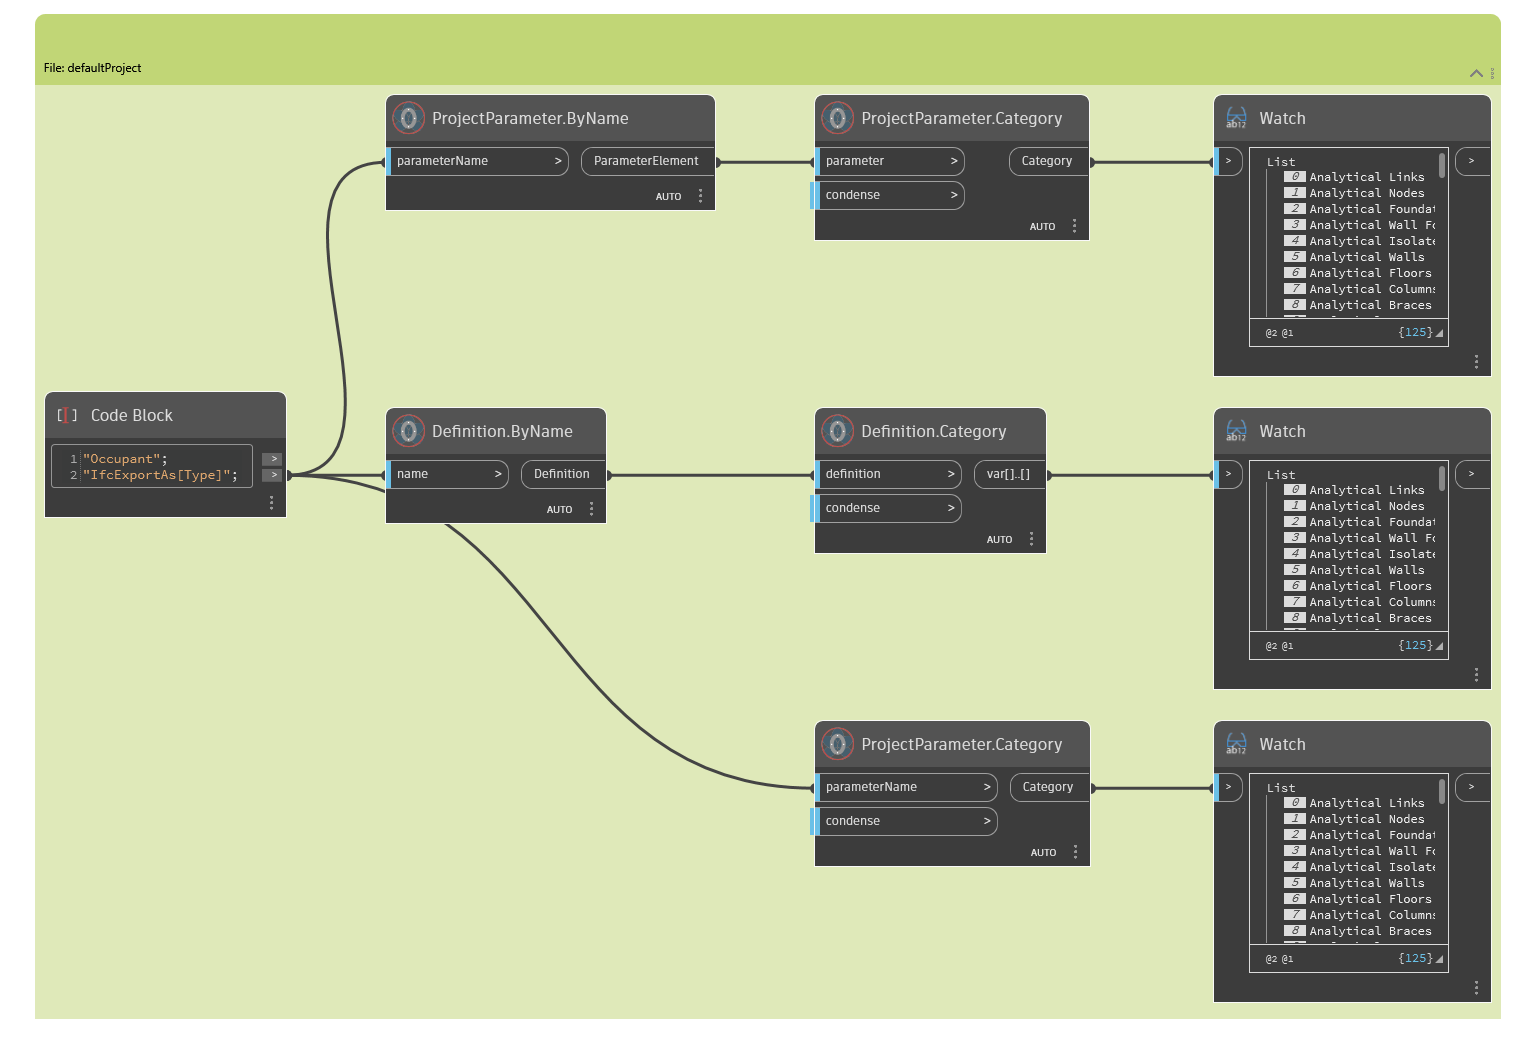 File: defaultProject
ProjectParameter.ByName
parameterName >
ParameterElement
AUTO
ProjectParameter.Category
parameter >
Category
condense >
AUTO
ab12
Watch
>
List
0 Analytical Links
1 Analytical Nodes
2 Analytical Foundat
3 Analytical Wall Fo
4 Analytical Isolate
5 Analytical Walls
6 Analytical Floors
7 Analytical Columns
8 Analytical Braces
@2 @1
{125}
>
Code Block
1 "Occupant";
2 "IfcExportAs[Type]";
>
>
Definition.ByName
name >
Definition
AUTO
Definition.Category
definition >
var[]..[]
condense >
AUTO
ab12
Watch
>
List
0 Analytical Links
1 Analytical Nodes
2 Analytical Foundat
3 Analytical Wall Fo
4 Analytical Isolate
5 Analytical Walls
6 Analytical Floors
7 Analytical Columns
8 Analytical Braces
@2 @1
{125}
>
ProjectParameter.Category
parameterName >
Category
condense >
AUTO
ab12
Watch
>
List
0 Analytical Links
1 Analytical Nodes
2 Analytical Foundat
3 Analytical Wall Fo
4 Analytical Isolate
5 Analytical Walls
6 Analytical Floors
7 Analytical Columns
8 Analytical Braces
@2 @1
{125}
>